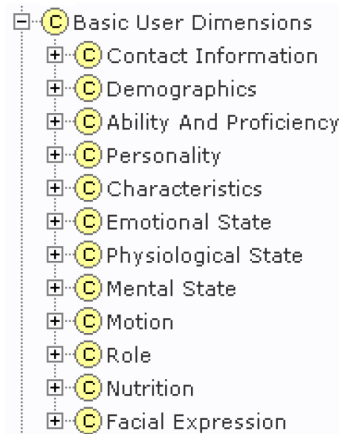 C Basic User Dimensions
C Contact Information
C Demographics
C Ability And Proficiency
C Personality
C Characteristics
C Emotional State
C Physiological State
C Mental State
C Motion
C Role
C Nutrition
C Facial Expression